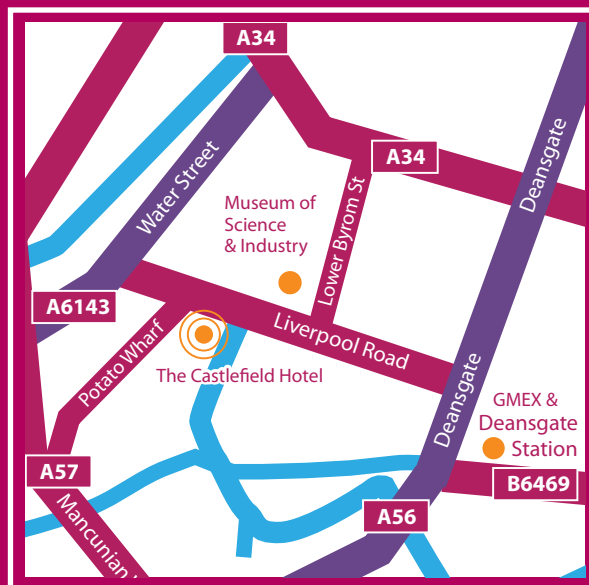 A34
A34
Deansgate
Water Street
Museum of
Science
& Industry
Lower Byrom St
A6143
Liverpool Road
Potato Wharf
The Castlefield Hotel
Deansgate
GMEX &
Deansgate
Station
A57
B6469
A56
Mancunian